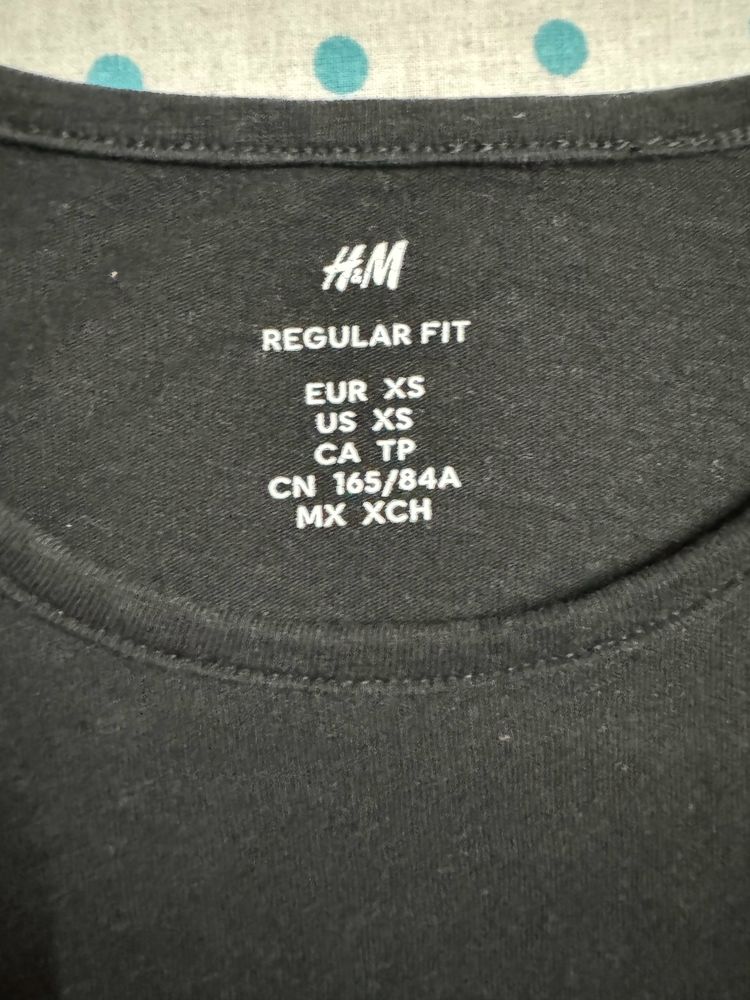 H&M
REGULAR FIT
EUR XS
US XS
CA TP
CN 165/84A
MX XCH